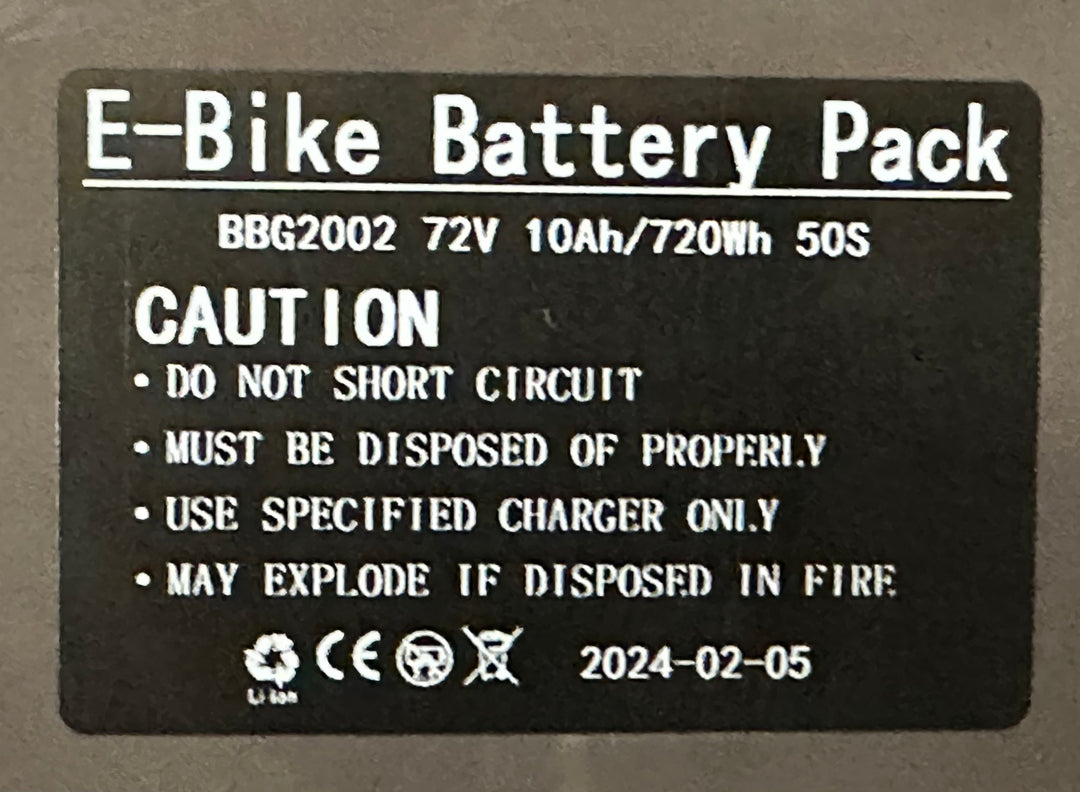 E-Bike Battery Pack
BBG2002 72V 10Ah/720Wh 50S
CAUTION
• DO NOT SHORT CIRCUIT
• MUST BE DISPOSED OF PROPERLY
• USE SPECIFIED CHARGER ONLY
• MAY EXPLODE IF DISPOSED IN FIRE
CE 2024-02-05
Li-ion